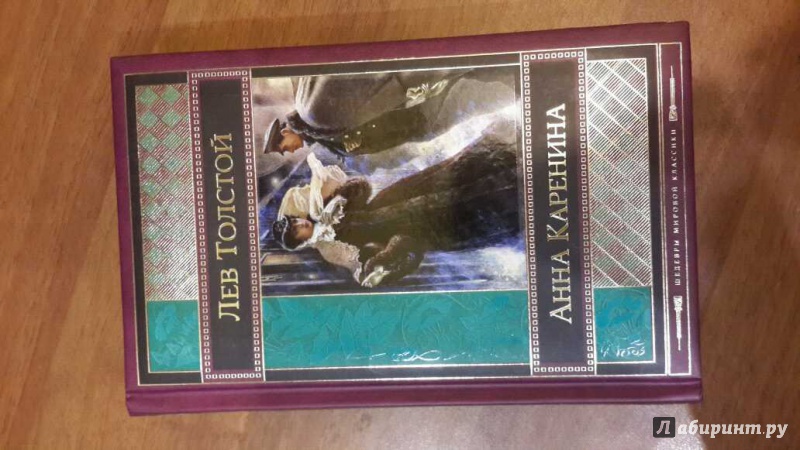 ЛЕВ ТОЛСТОЙ
АННА КАРЕНИНА
ШЕДЕВРЫ МИРОВОЙ КЛАССИКИ
Лабиринт.ру